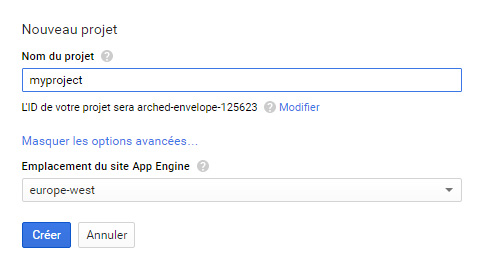 Nouveau projet
Nom du projet ?
myproject
L'ID de votre projet sera arched-envelope-125623 ? Modifier
Masquer les options avancées...
Emplacement du site App Engine ?
europe-west
Créer Annuler